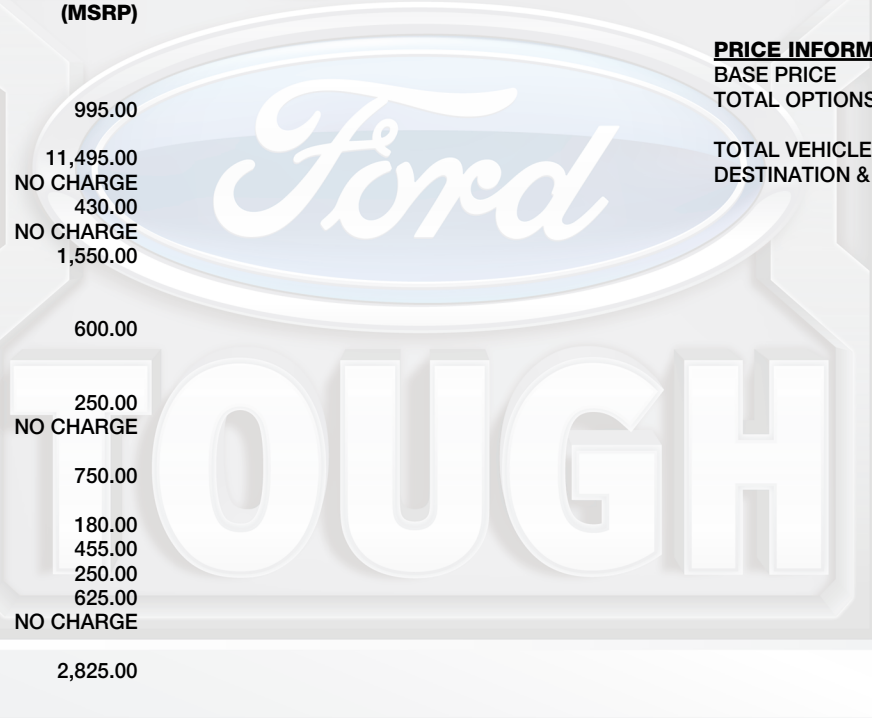 (MSRP)
995.00
11,495.00
NO CHARGE
430.00
NO CHARGE
1,550.00
600.00
250.00
NO CHARGE
750.00
180.00
455.00
250.00
625.00
NO CHARGE
2,825.00
PRICE INFORM
BASE PRICE
TOTAL OPTIONS
TOTAL VEHICLE
DESTINATION &
Ford
TOUGH